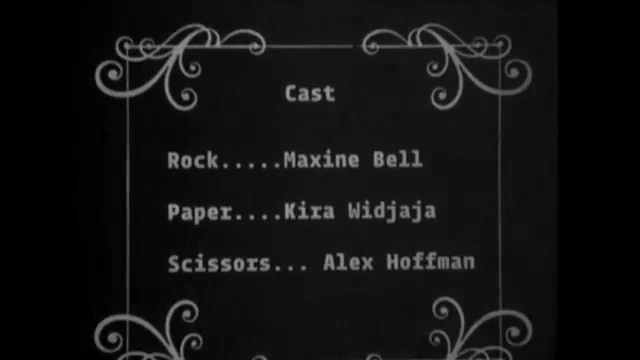 Cast
Rock.....Maxine Bell
Paper....Kira Widjaja
Scissors... Alex Hoffman